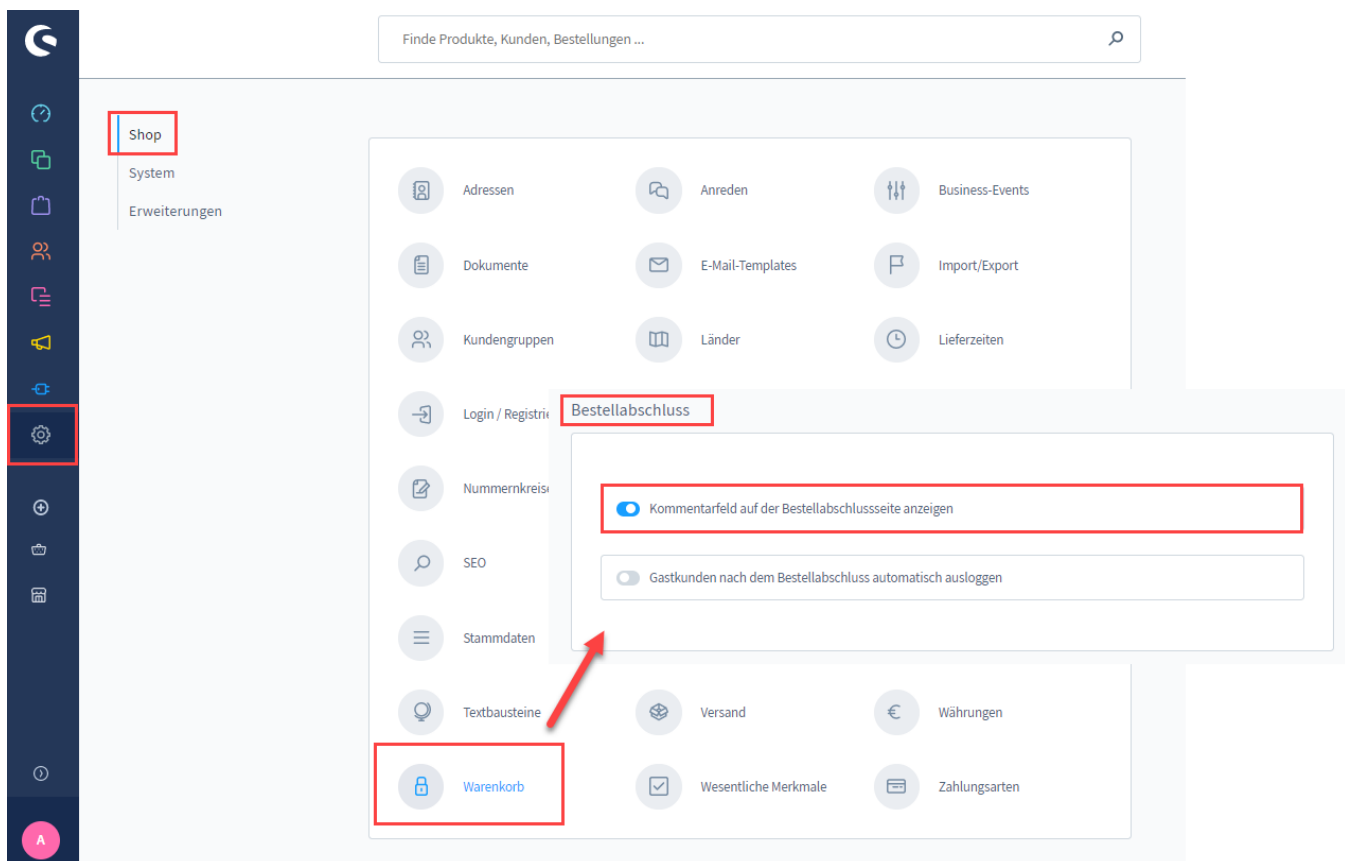 Finde Produkte, Kunden, Bestellungen ...
Shop
System
Erweiterungen
Adressen
Anreden
Business-Events
Dokumente
E-Mail-Templates
Import/Export
Kundengruppen
Länder
Lieferzeiten
Login / Registrie
Nummernkreise
SEO
Stammdaten
Textbausteine
Versand
Währungen
Warenkorb
Wesentliche Merkmale
Zahlungsarten
Bestellabschluss
Kommentarfeld auf der Bestellabschlussseite anzeigen
Gastkunden nach dem Bestellabschluss automatisch ausloggen
A